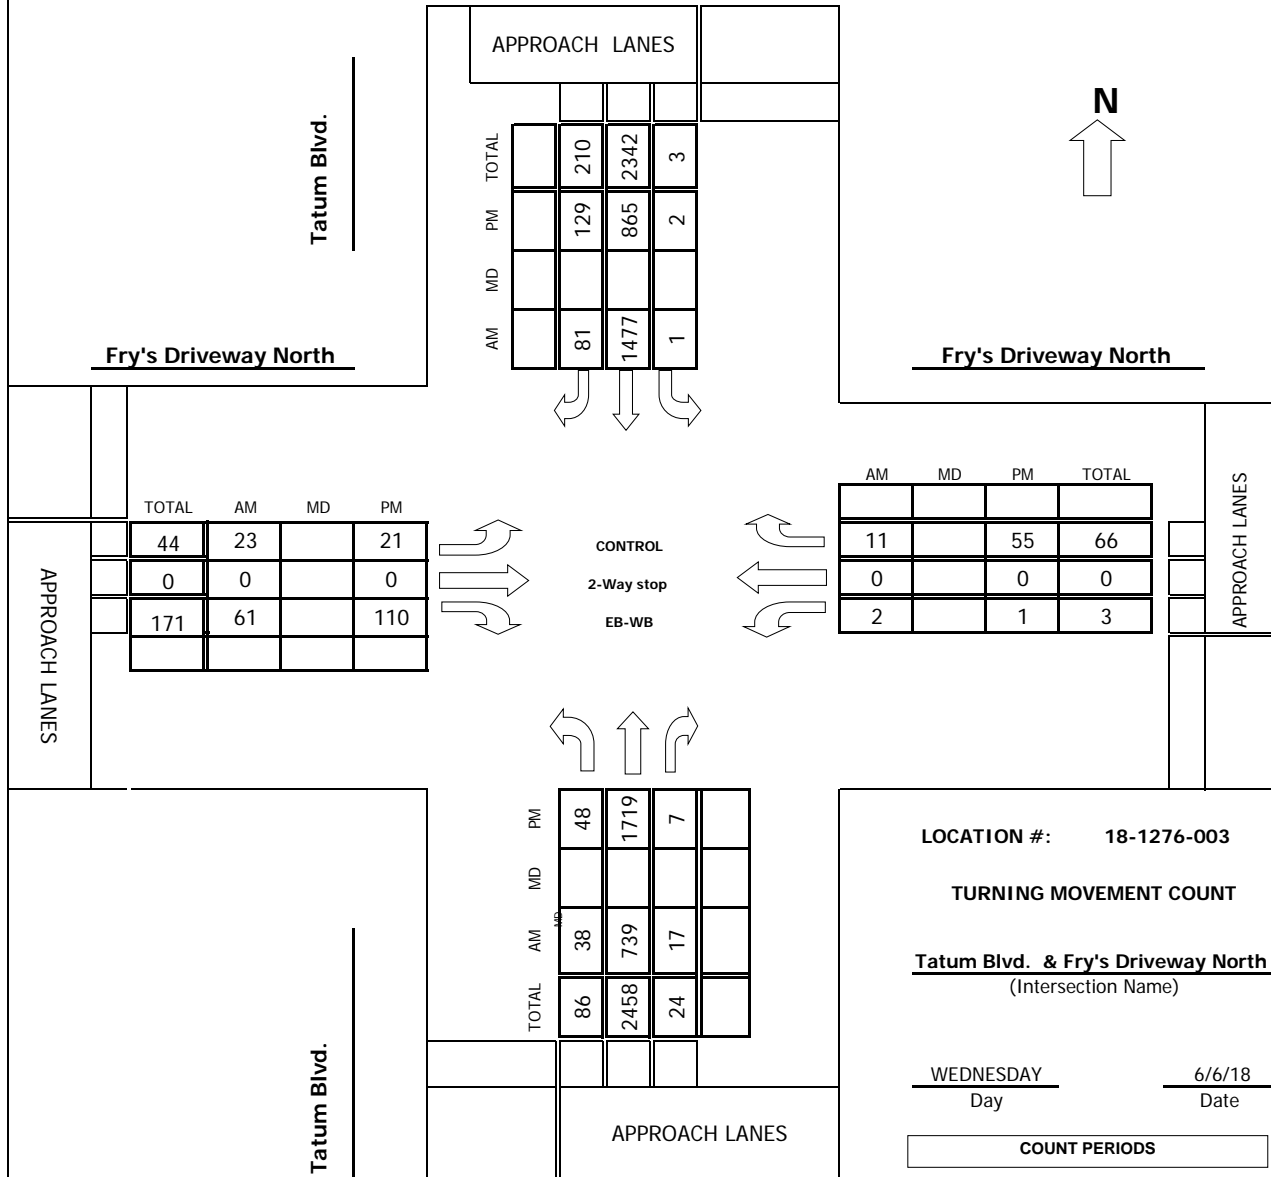 APPROACH LANES
N
Tatum Blvd.
TOTAL 210 2342 3
PM 129 865 2
MD
AM 81 1477 1
Fry's Driveway North
Fry's Driveway North
TOTAL AM MD PM
44 23 21
0 0 0
171 61 110
APPROACH LANES
CONTROL
2-Way stop
EB-WB
AM MD PM TOTAL
11 55 66
0 0 0
2 1 3
APPROACH LANES
PM 48 1719 7
MD
MD
AM 38 739 17
TOTAL 86 2458 24
Tatum Blvd.
APPROACH LANES
LOCATION #: 18-1276-003
TURNING MOVEMENT COUNT
Tatum Blvd. & Fry's Driveway North
(Intersection Name)
WEDNESDAY 6/6/18
Day Date
COUNT PERIODS